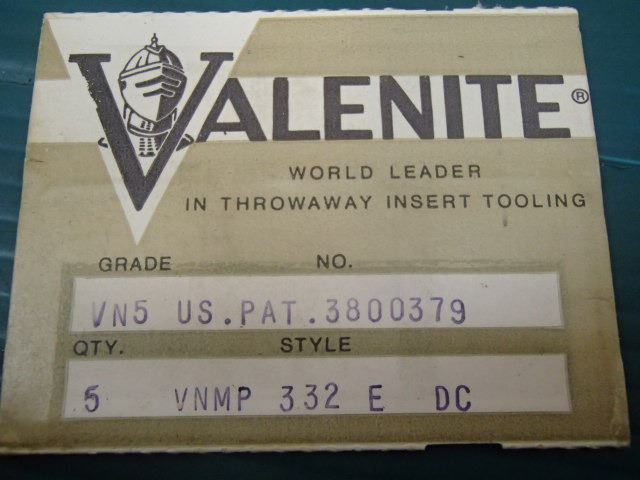 VALENITE®
WORLD LEADER
IN THROWAWAY INSERT TOOLING
GRADE NO.
VN5 US.PAT.3800379
QTY. STYLE
5 VNMP 332 E DC